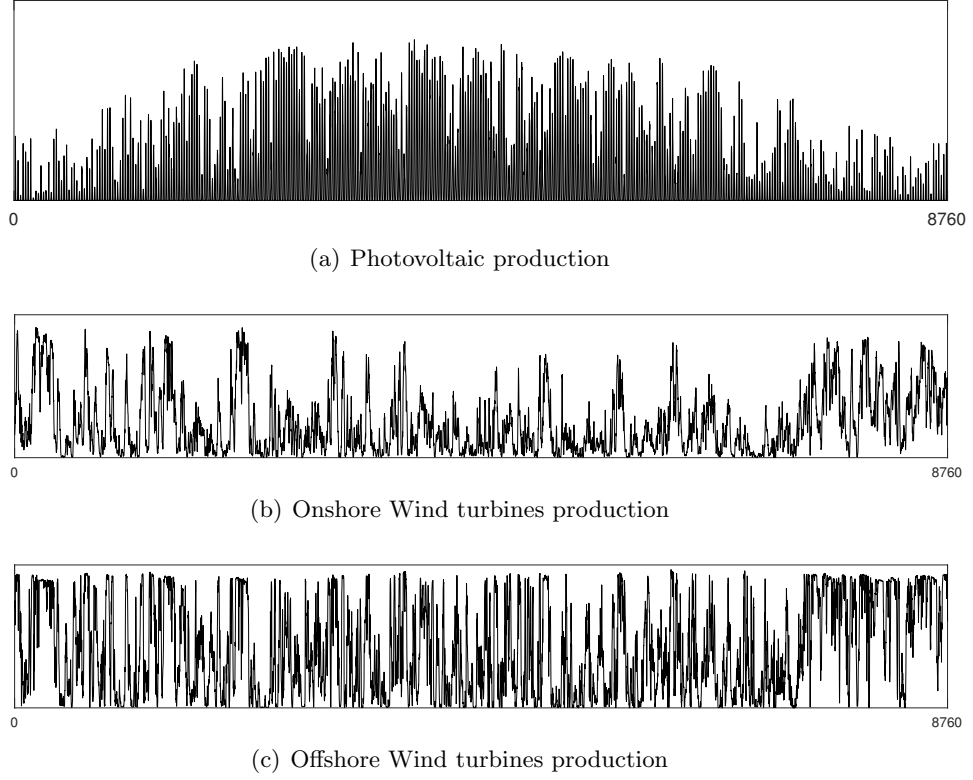 0 8760
(a) Photovoltaic production
0 8760
(b) Onshore Wind turbines production
0 8760
(c) Offshore Wind turbines production